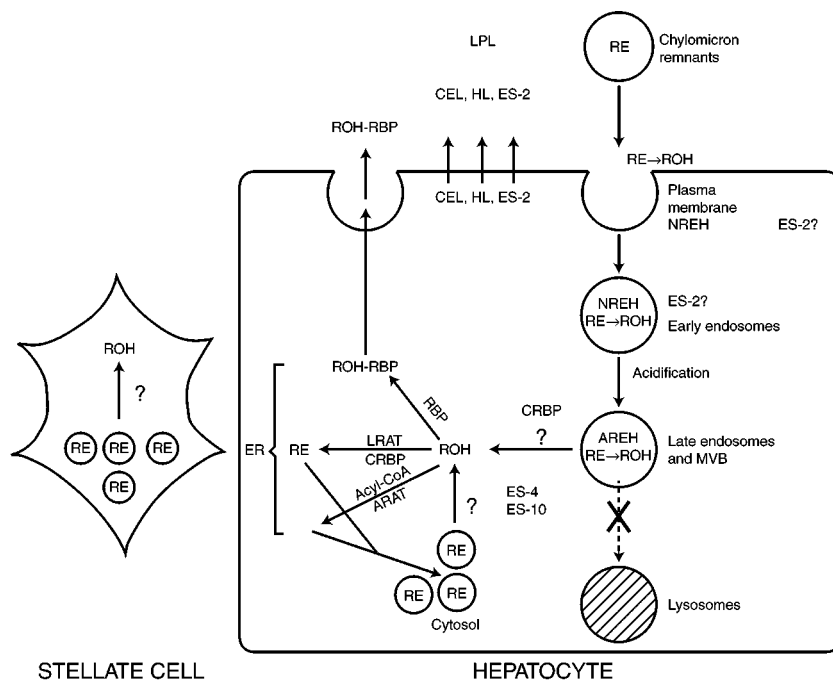 LPL
RE
Chylomicron
remnants
CEL, HL, ES-2
ROH-RBP
RE→ROH
CEL, HL, ES-2
Plasma
membrane
NREH
ES-2?
NREH
RE→ROH
ES-2?
Early endosomes
Acidification
ROH
?
RE
RE
RE
RE
ROH-RBP
RBP
CRBP
?
AREH
RE→ROH
Late endosomes
and MVB
ER
RE
LRAT
CRBP
ROH
Acyl-CoA
ARAT
?
ES-4
ES-10
RE
RE
RE
Cytosol
Lysosomes
STELLATE CELL
HEPATOCYTE